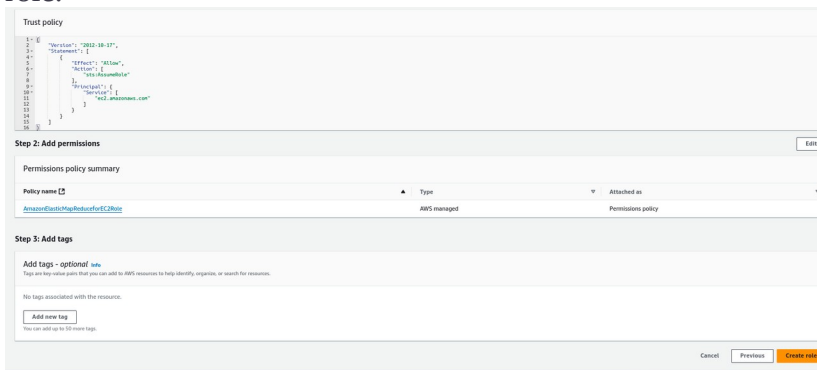 role.
Trust policy
1 {
2 "Version": "2012-10-17",
3 "Statement": [
4 {
5 "Effect": "Allow",
6 "Action": [
7 "sts:AssumeRole"
8 ],
9 "Principal": {
10 "Service": [
11 "ec2.amazonaws.com"
12 ]
13 }
14 }
15 ]
16 }
Step 2: Add permissions
Edit
Permissions policy summary
Policy name Type Attached as
AmazonElasticMapReduceforEC2Role AWS managed Permissions policy
Step 3: Add tags
Add tags - optional Info
Tags are key-value pairs that you can add to AWS resources to help identify, organize, or search for resources.
No tags associated with the resource.
Add new tag
You can add up to 50 more tags.
Cancel Previous Create role